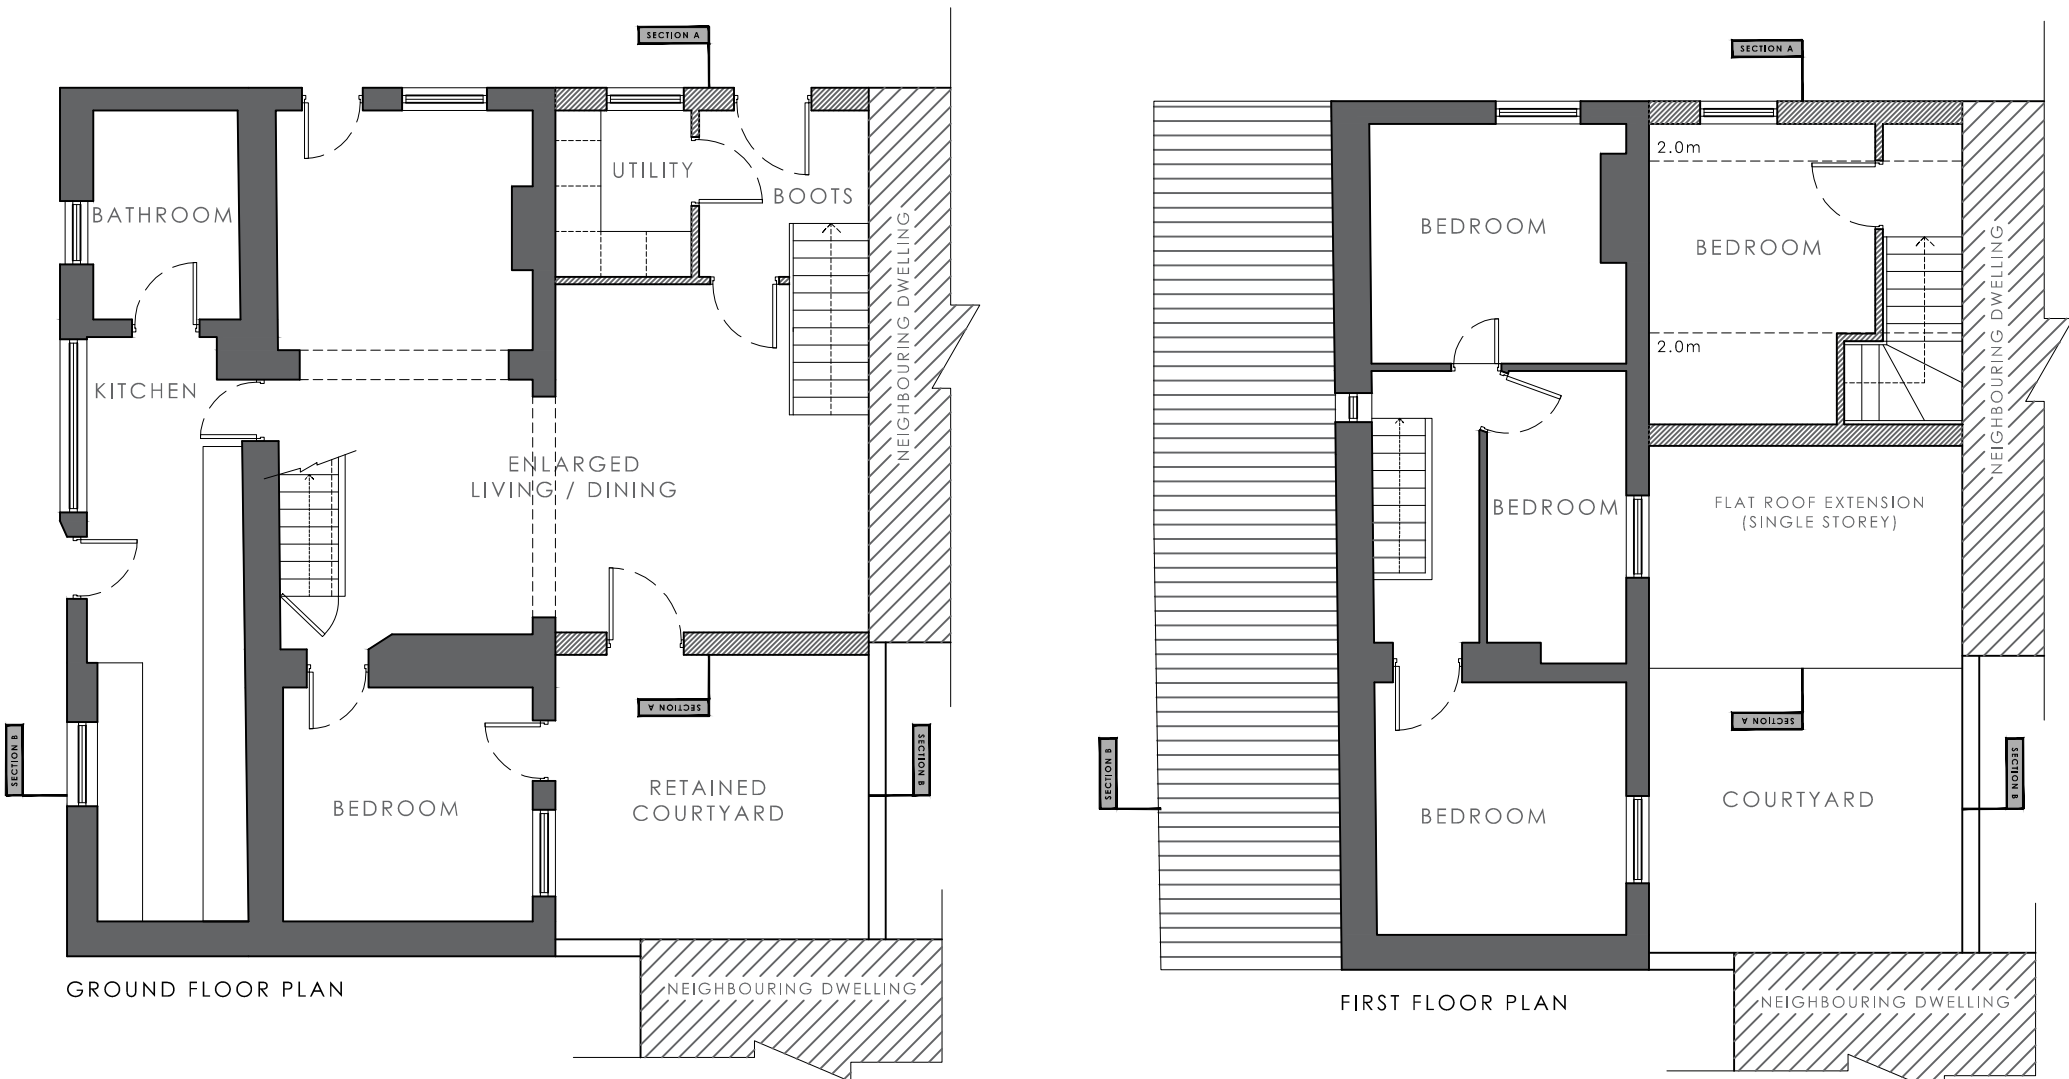 SECTION A
UTILITY
BOOTS
BATHROOM
NEIGHBOURING DWELLING
KITCHEN
ENLARGED
LIVING / DINING
SECTION A
SECTION B
SECTION B
RETAINED
COURTYARD
BEDROOM
GROUND FLOOR PLAN
NEIGHBOURING DWELLING
SECTION A
2.0m
BEDROOM
BEDROOM
NEIGHBOURING DWELLING
2.0m
BEDROOM
FLAT ROOF EXTENSION
(SINGLE STOREY)
SECTION A
SECTION B
SECTION B
COURTYARD
BEDROOM
FIRST FLOOR PLAN
NEIGHBOURING DWELLING